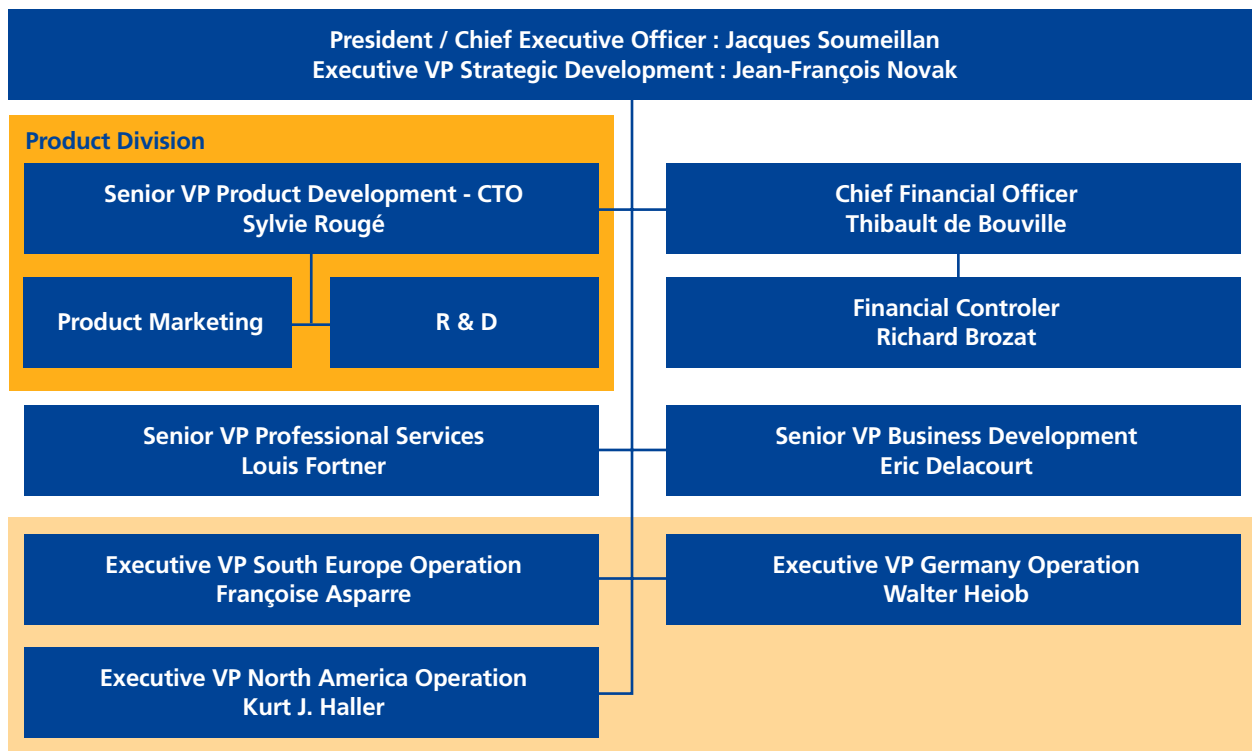 President / Chief Executive Officer : Jacques Soumeillan
Executive VP Strategic Development : Jean-François Novak
Product Division
Senior VP Product Development - CTO
Sylvie Rougé
Chief Financial Officer
Thibault de Bouville
Product Marketing
R & D
Financial Controler
Richard Brozat
Senior VP Professional Services
Louis Fortner
Senior VP Business Development
Eric Delacourt
Executive VP South Europe Operation
Françoise Asparre
Executive VP Germany Operation
Walter Heiob
Executive VP North America Operation
Kurt J. Haller